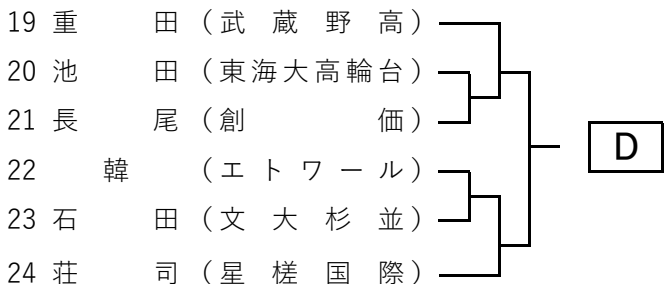 19 重田（武蔵野高）
20 池田（東海大高輪台）
21 長尾（創価）
22 韓（エトワール）
D
23 石田（文大杉並）
24 荘司（星槎国際）